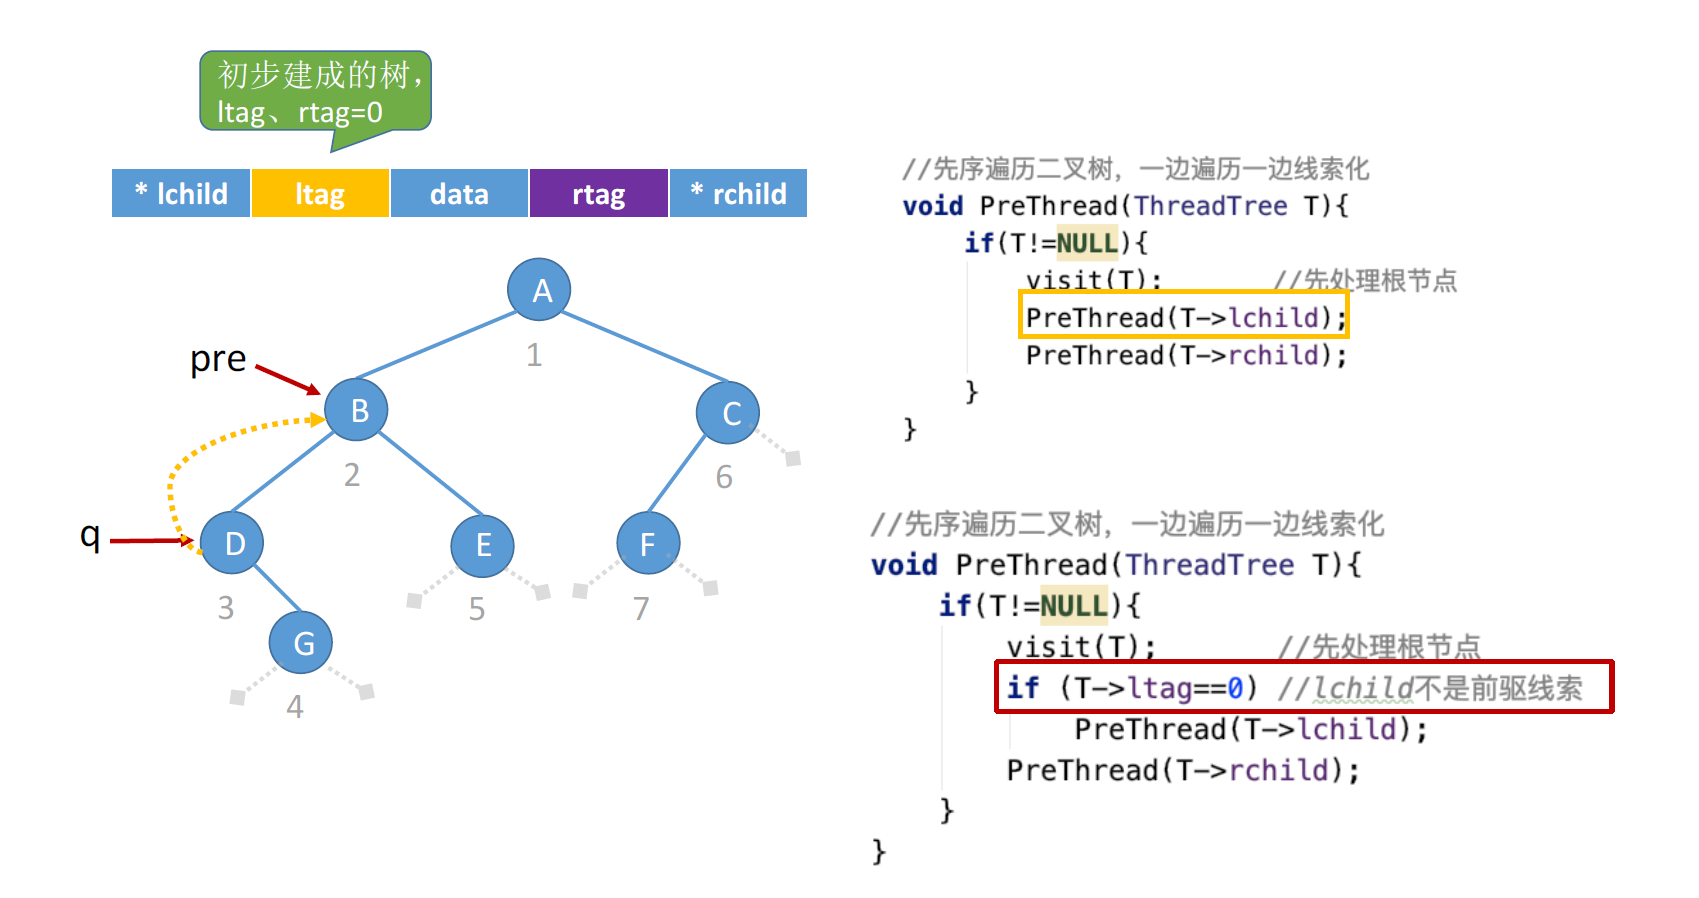 初步建成的树，
ltag、rtag=0
* lchild ltag data rtag * rchild
A
1
pre
B
C
2
6
q
D
E
F
3
5
7
G
4
//先序遍历二叉树，一边遍历一边线索化
void PreThread(ThreadTree T){
if(T!=NULL){
visit(T); //先处理根节点
PreThread(T->lchild);
PreThread(T->rchild);
}
}
//先序遍历二叉树，一边遍历一边线索化
void PreThread(ThreadTree T){
if(T!=NULL){
visit(T); //先处理根节点
if (T->ltag==0) //lchild不是前驱线索
PreThread(T->lchild);
PreThread(T->rchild);
}
}